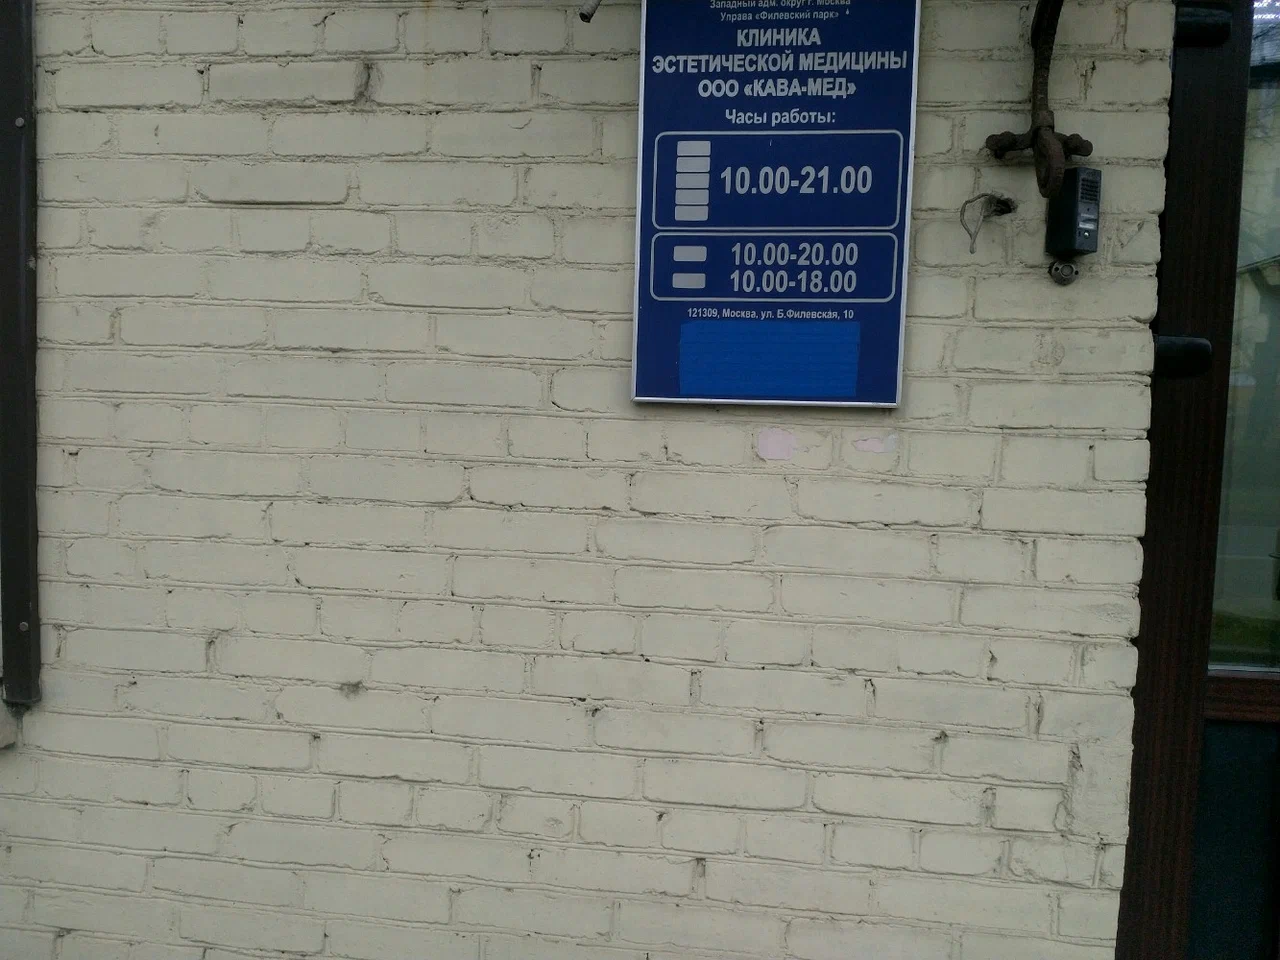 Западный адм. округ г. Москва
Управа «Филевский парк»
КЛИНИКА
ЭСТЕТИЧЕСКОЙ МЕДИЦИНЫ
ООО «КАВА-МЕД»
Часы работы:
10.00-21.00
10.00-20.00
10.00-18.00
121309, Москва, ул. Б.Филевская, 10